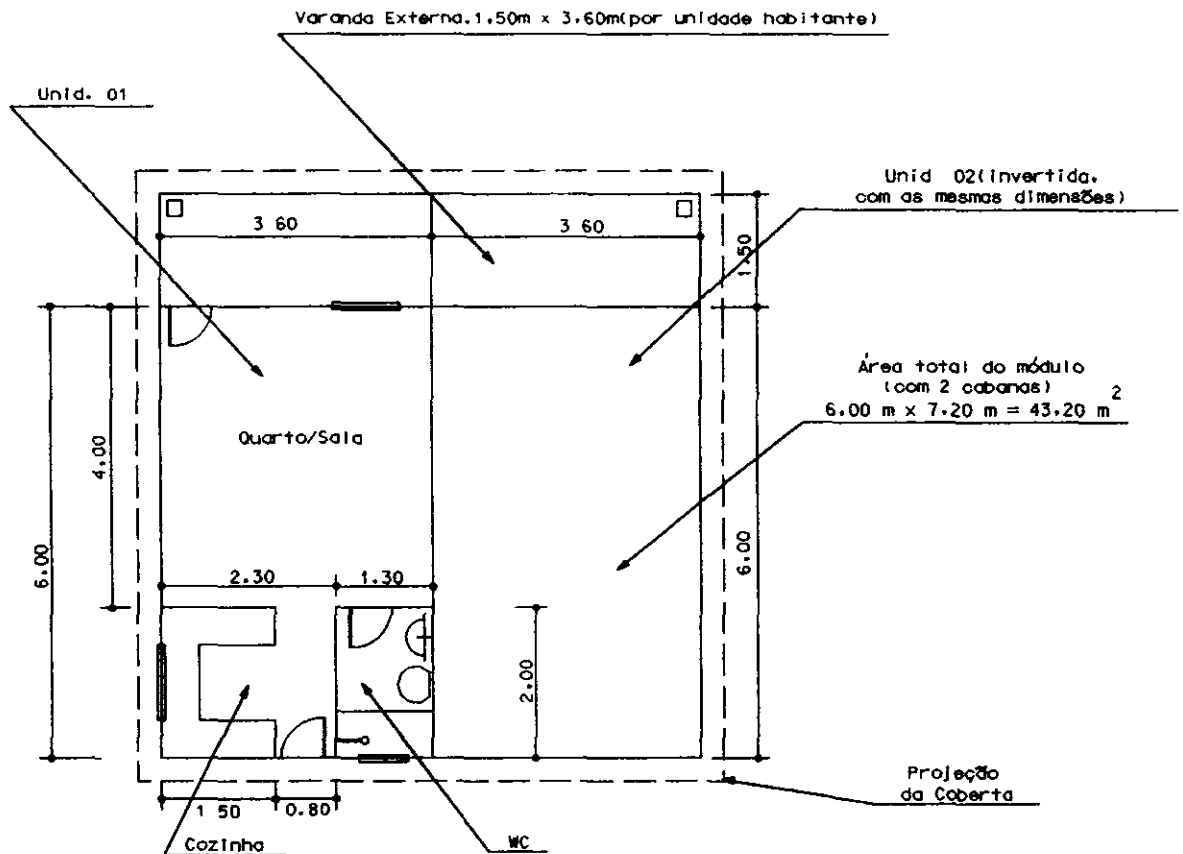 Varanda Externa.1.50m x 3.60m(por unidade habitante)
Unid. 01
Unid 02(invertida.
com as mesmas dimensões)
3 60
3 60
1.50
Área total do módulo
(com 2 cabanas)
6.00 m x 7.20 m = 43.20 m²
Quarto/Sala
4.00
6.00
6.00
2.30
1.30
2.00
1 50
0.80
Projeção
da Coberta
Cozinha
WC